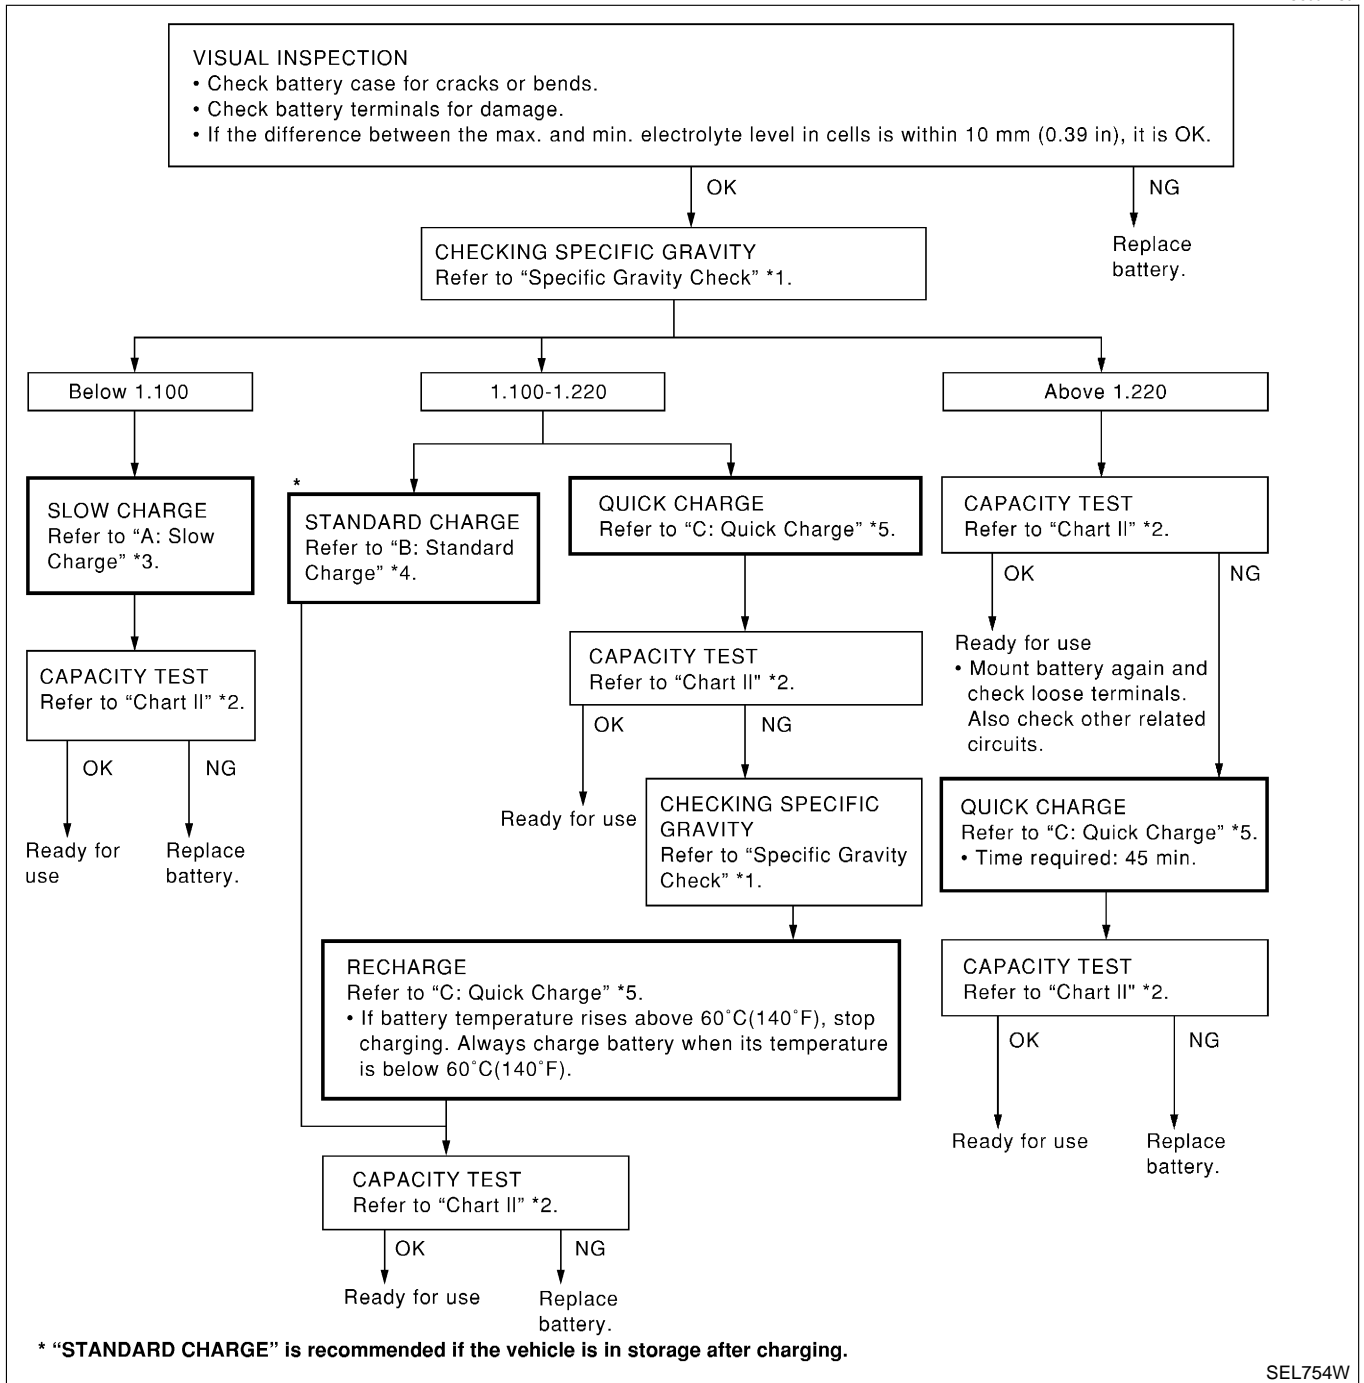 VISUAL INSPECTION
• Check battery case for cracks or bends.
• Check battery terminals for damage.
• If the difference between the max. and min. electrolyte level in cells is within 10 mm (0.39 in), it is OK.
OK
NG
Replace
battery.
CHECKING SPECIFIC GRAVITY
Refer to “Specific Gravity Check” *1.
Below 1.100
1.100-1.220
Above 1.220
SLOW CHARGE
Refer to “A: Slow
Charge” *3.
*
STANDARD CHARGE
Refer to “B: Standard
Charge” *4.
QUICK CHARGE
Refer to “C: Quick Charge” *5.
CAPACITY TEST
Refer to “Chart II” *2.
OK
NG
Ready for use
• Mount battery again and
check loose terminals.
Also check other related
circuits.
CAPACITY TEST
Refer to “Chart II” *2.
OK
NG
Ready for
use
Replace
battery.
CAPACITY TEST
Refer to “Chart II" *2.
OK
NG
Ready for use
CHECKING SPECIFIC
GRAVITY
Refer to “Specific Gravity
Check” *1.
QUICK CHARGE
Refer to “C: Quick Charge” *5.
• Time required: 45 min.
RECHARGE
Refer to “C: Quick Charge” *5.
• If battery temperature rises above 60˚C(140˚F), stop
charging. Always charge battery when its temperature
is below 60˚C(140˚F).
CAPACITY TEST
Refer to “Chart II" *2.
OK
NG
Ready for use
Replace
battery.
CAPACITY TEST
Refer to “Chart II” *2.
OK
NG
Ready for use
Replace
battery.
* “STANDARD CHARGE” is recommended if the vehicle is in storage after charging.
SEL754W